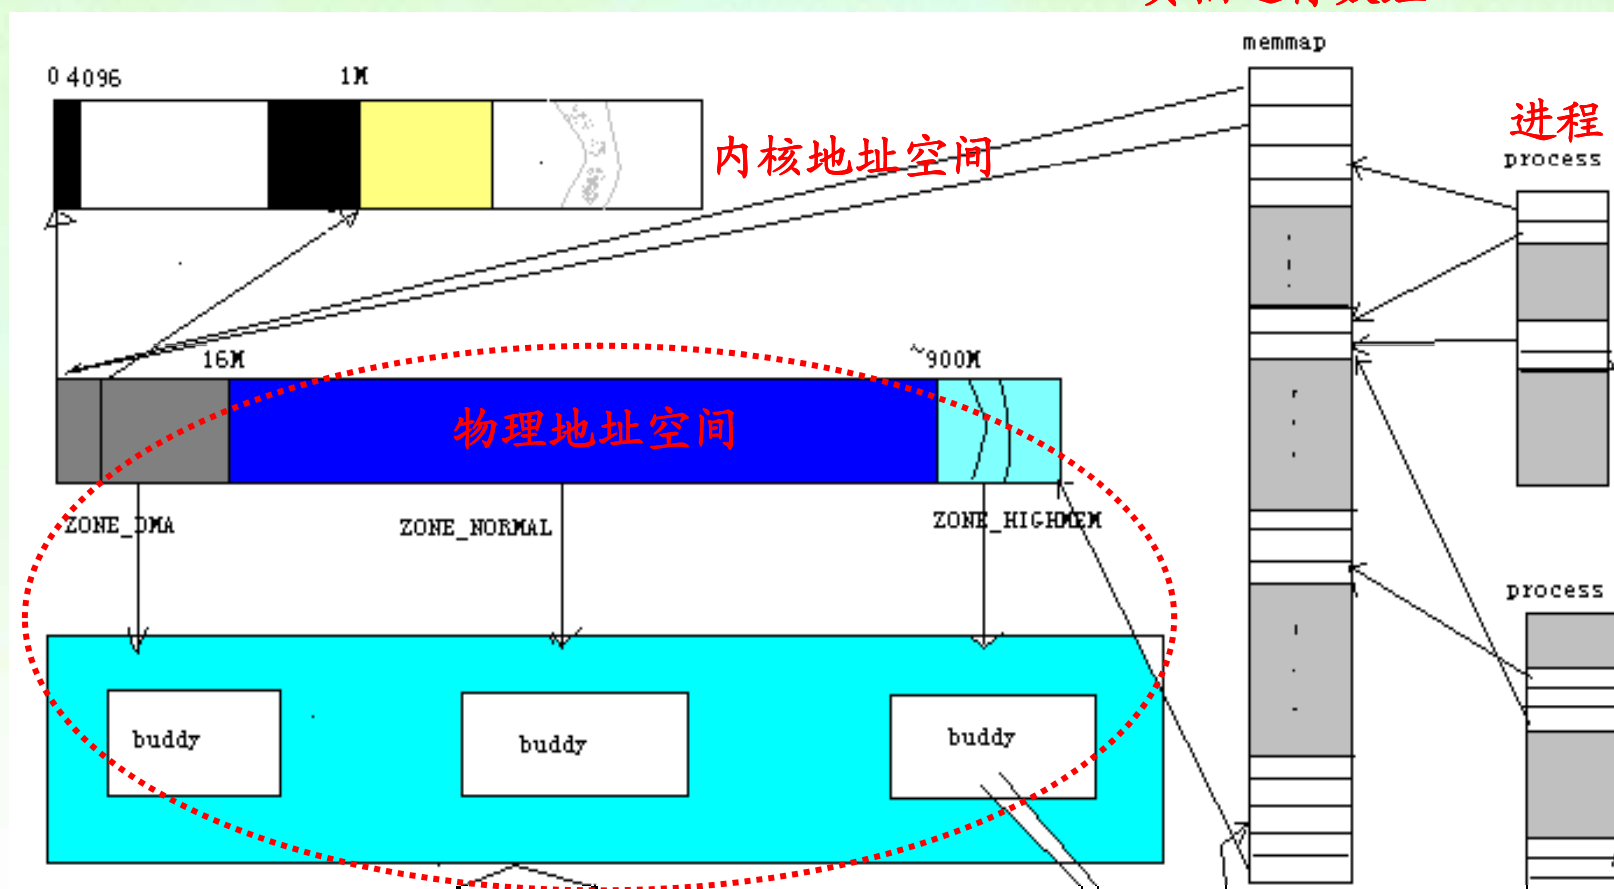 memmap
0 4096
1M
进程
process
内核地址空间
16M
~900M
物理地址空间
ZONE_DMA
ZONE_NORMAL
ZONE_HIGHMEM
process
buddy
buddy
buddy